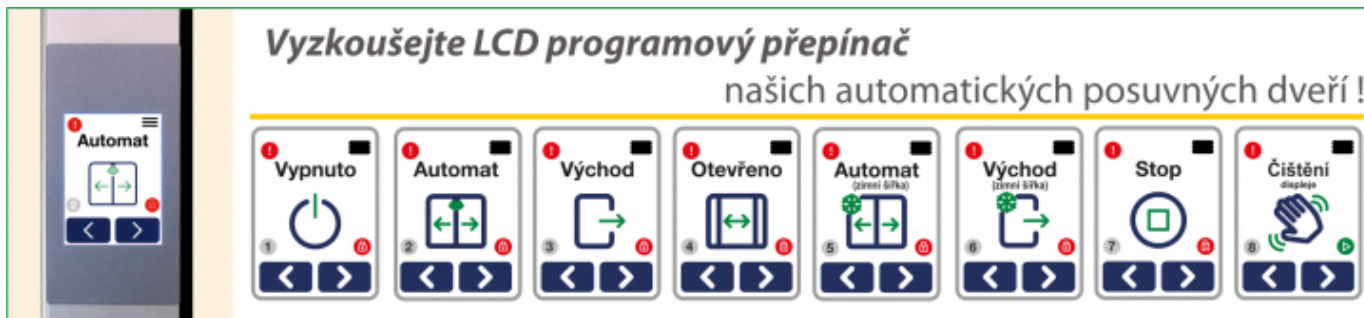 Vyzkoušejte LCD programový přepínač
našich automatických posuvných dveří !
Automat
2
Vypnuto
1
Automat
2
Východ
3
Otevřeno
4
Automat
(zimní šířka)
5
Východ
(zimní šířka)
6
Stop
7
Čištění
displeje
8